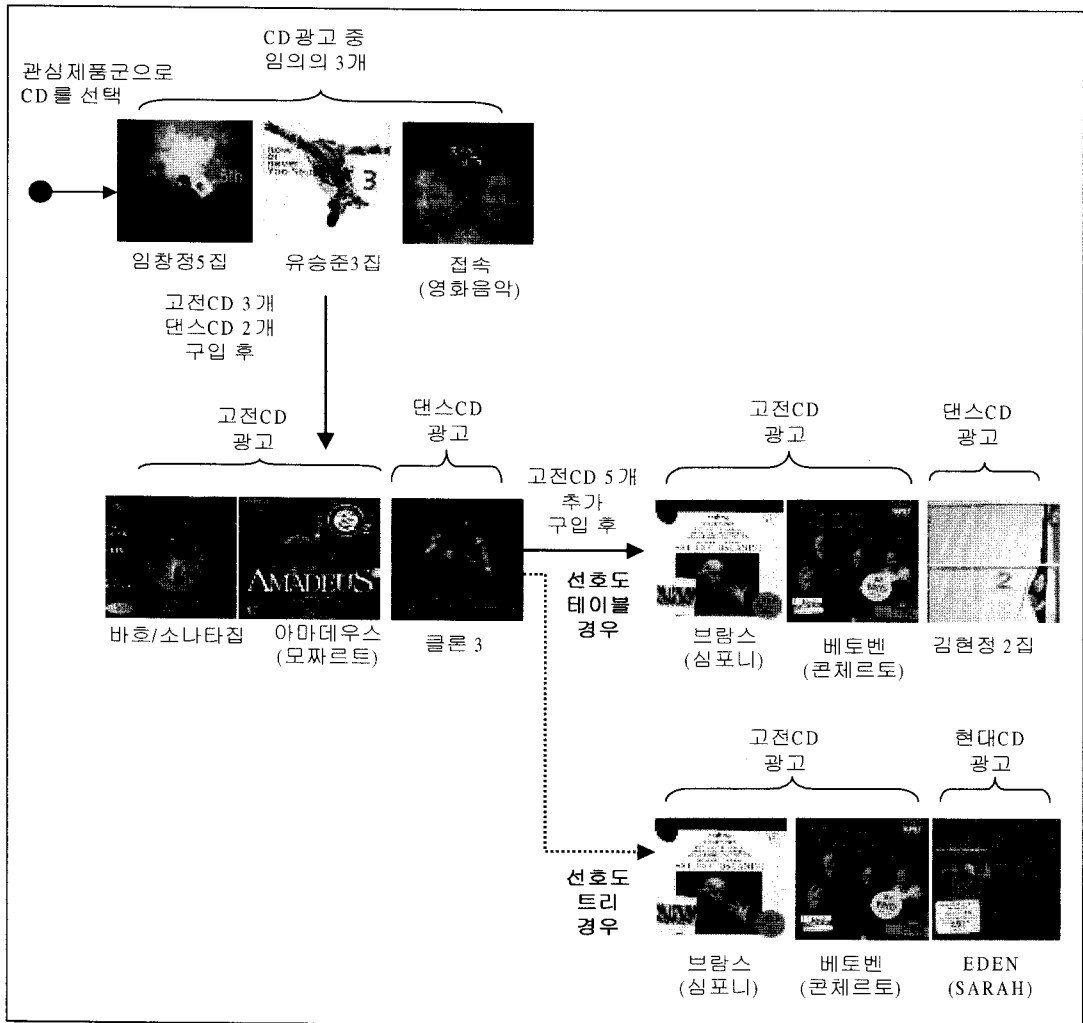 CD 광고 중
임의의 3개
관심제품군으로
CD를 선택
3
임창정5집
유승준3집
접속
(영화음악)
고전CD 3개
댄스CD 2개
구입 후
고전CD
광고
댄스CD
광고
고전CD 5개
추가
구입 후
고전CD
광고
댄스CD
광고
AMADEUS
2
선호도
테이블
경우
바흐/소나타집
아마데우스
(모짜르트)
클론 3
브람스
(심포니)
베토벤
(콘체르토)
김현정 2집
고전CD
광고
현대CD
광고
선호도
트리
경우
브람스
(심포니)
베토벤
(콘체르토)
EDEN
(SARAH)